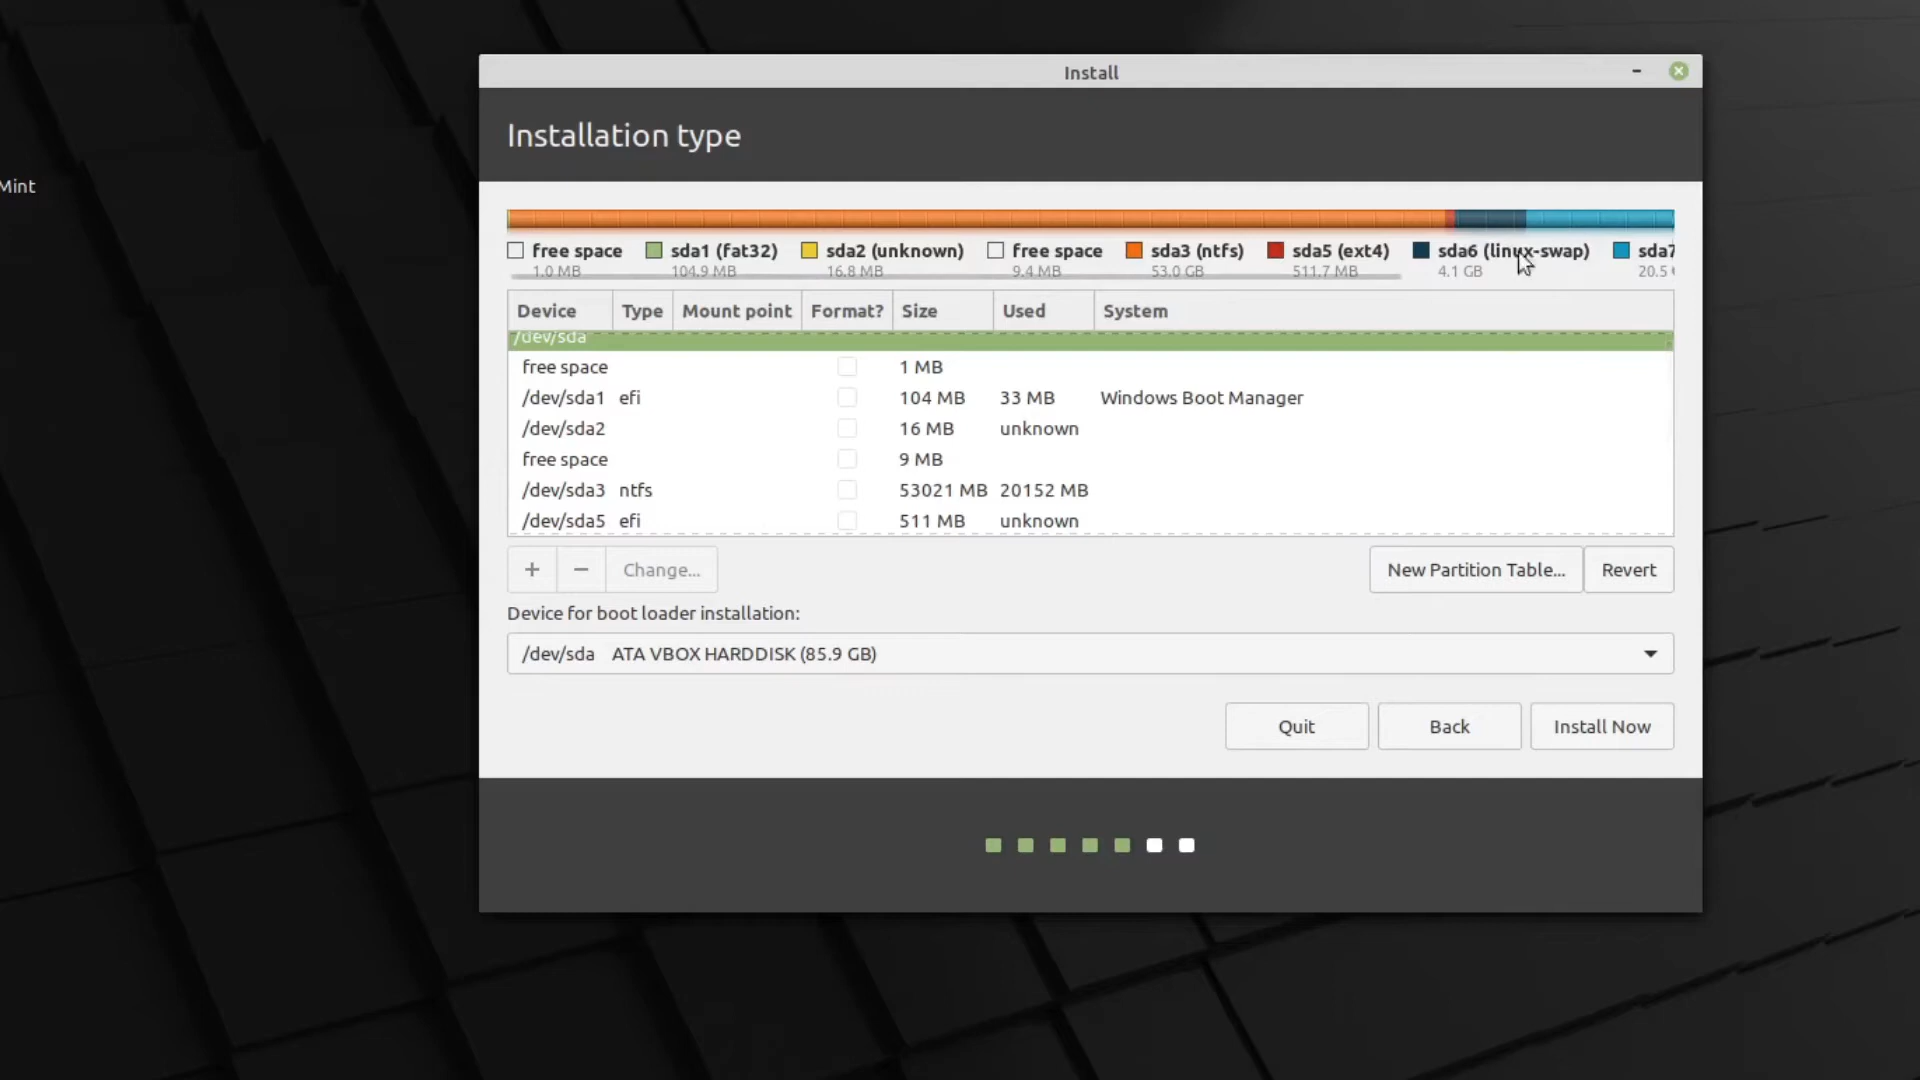 Install
Mint
Installation type
free space sda1 (fat32) sda2 (unknown) free space sda3 (ntfs) sda5 (ext4) sda6 (linux-swap) sda7
1.0 MB 104.9 MB 16.8 MB 9.4 MB 53.0 GB 511.7 MB 4.1 GB 20.5
Device Type Mount point Format? Size Used System
/dev/sda
free space 1 MB
/dev/sda1 efi 104 MB 33 MB Windows Boot Manager
/dev/sda2 16 MB unknown
free space 9 MB
/dev/sda3 ntfs 53021 MB 20152 MB
/dev/sda5 efi 511 MB unknown
+ − Change... New Partition Table... Revert
Device for boot loader installation:
/dev/sda ATA VBOX HARDDISK (85.9 GB)
Quit Back Install Now